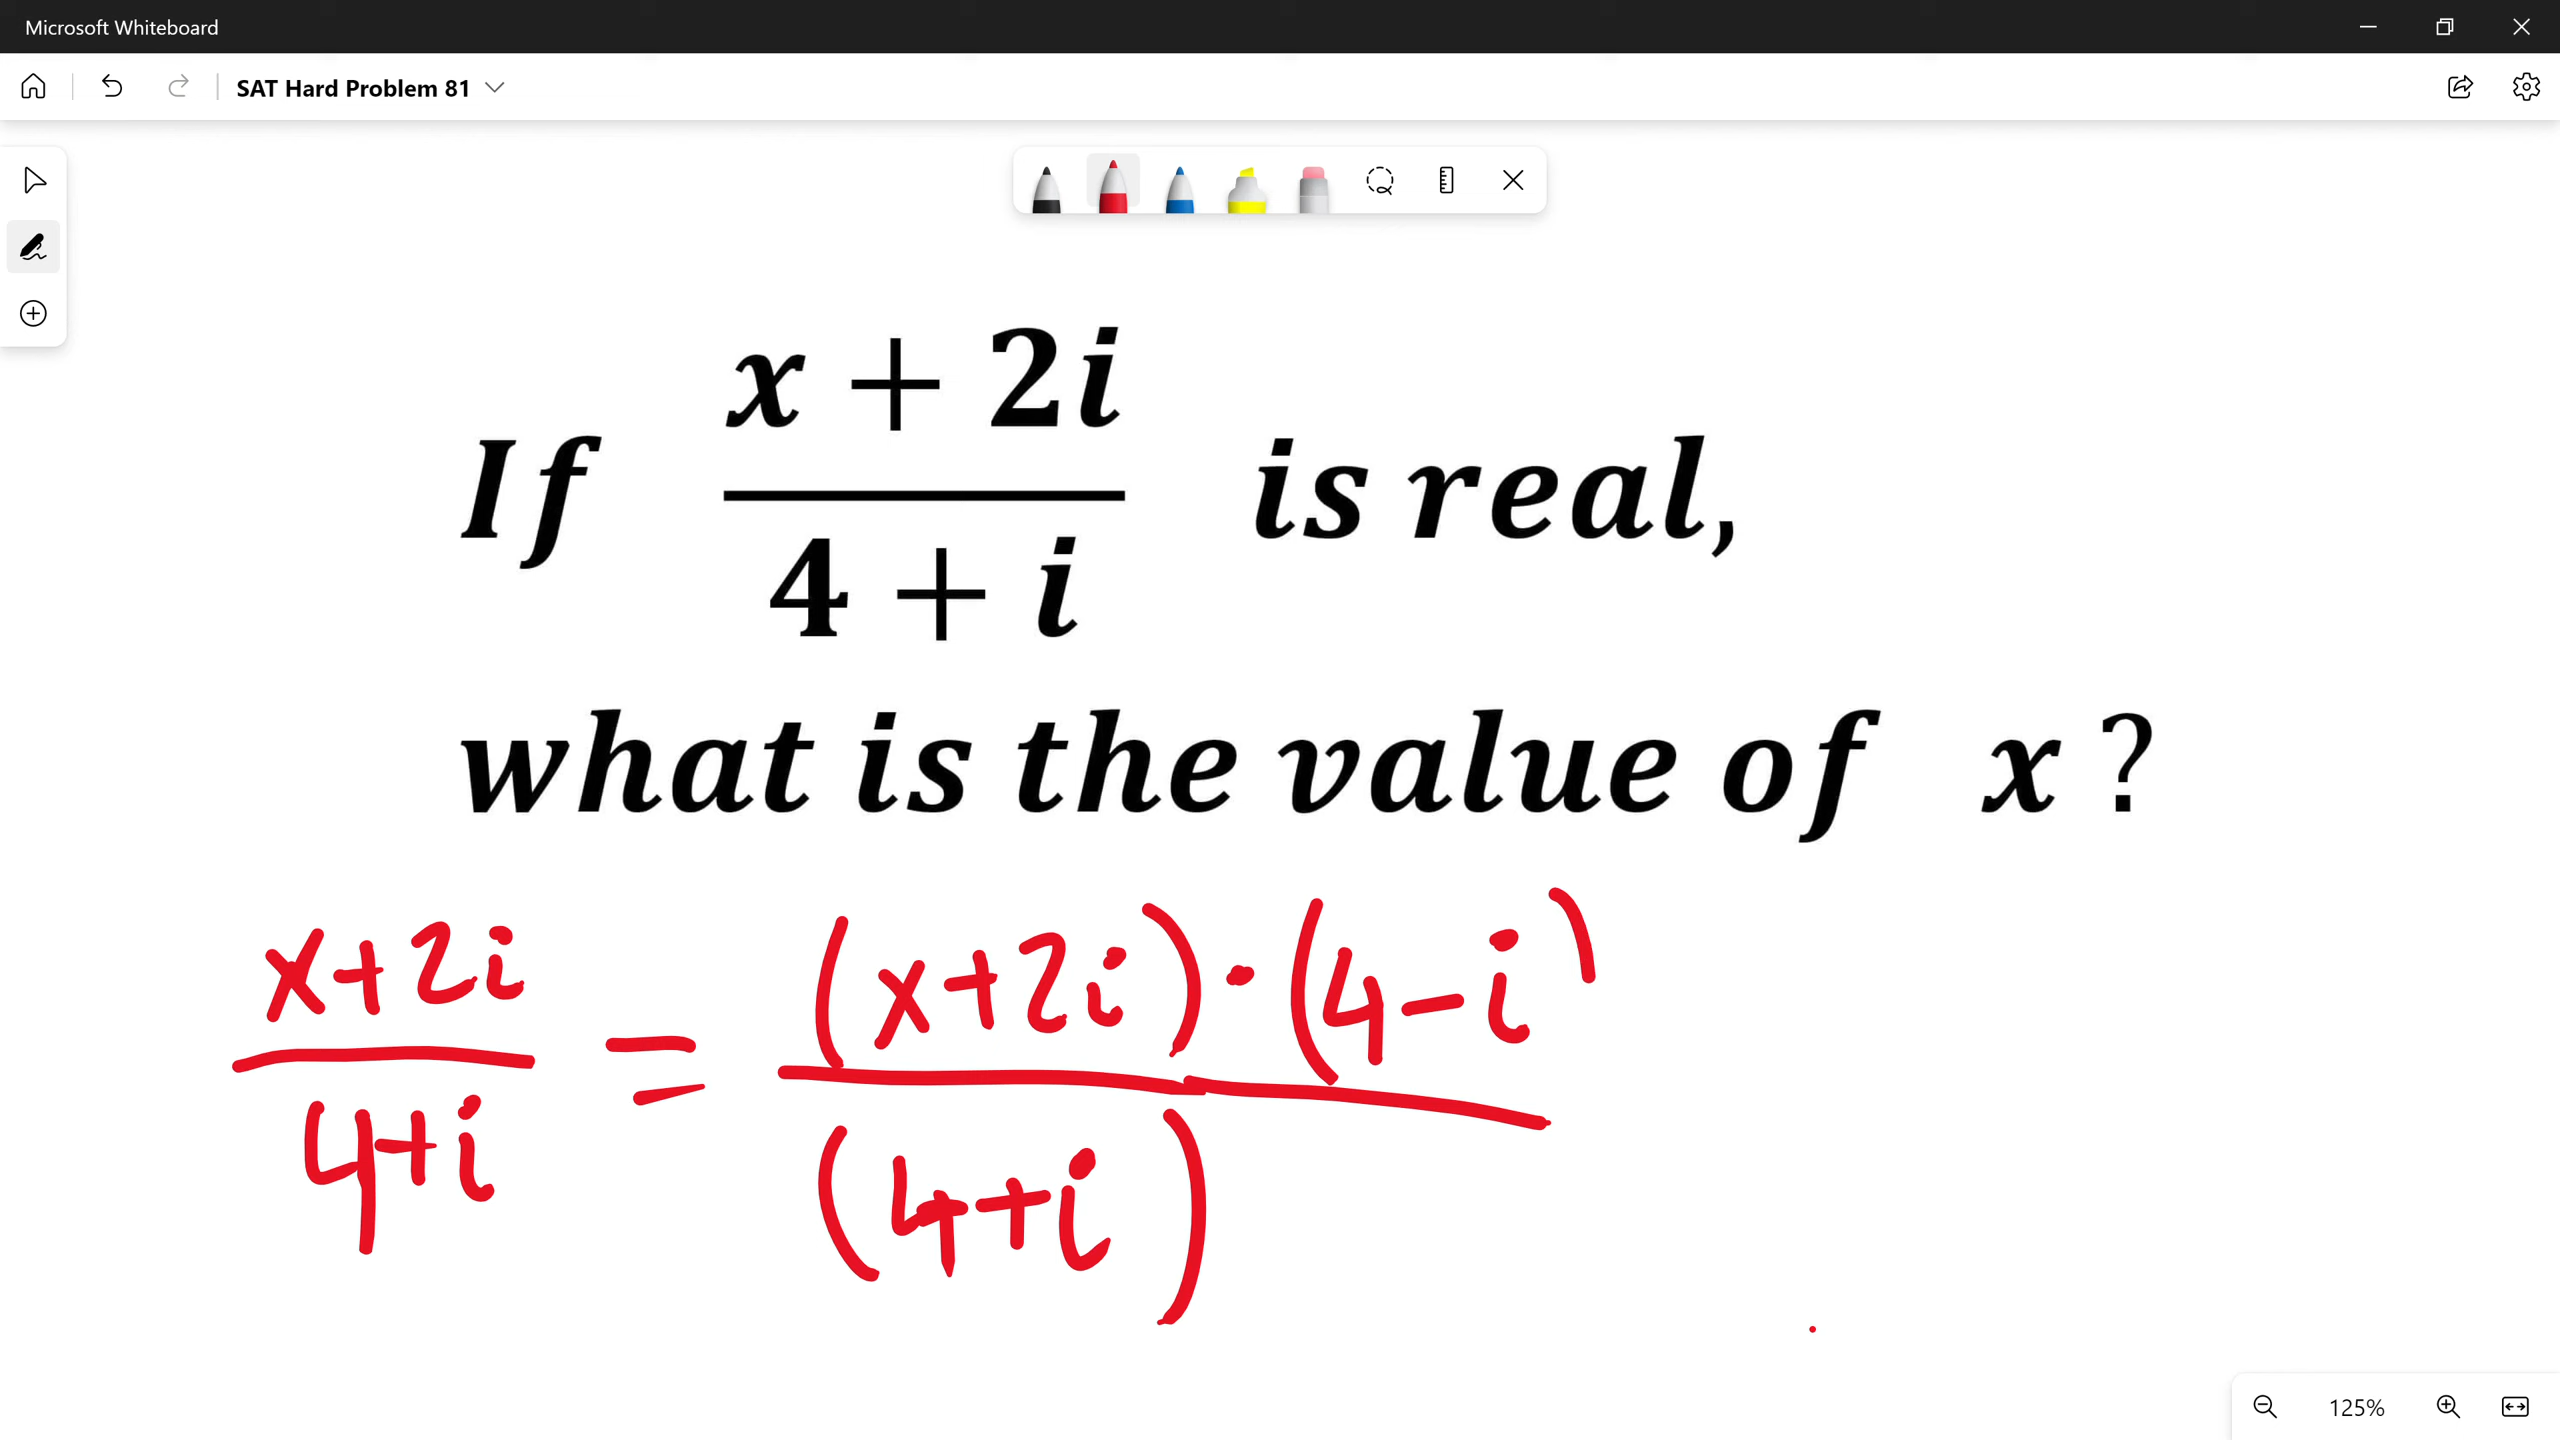 Microsoft Whiteboard
SAT Hard Problem 81
x + 2i
If ――― is real,
4 + i
what is the value of x ?
x+2i = (x+2i)·(4-i)
4+i (4+i)
125%